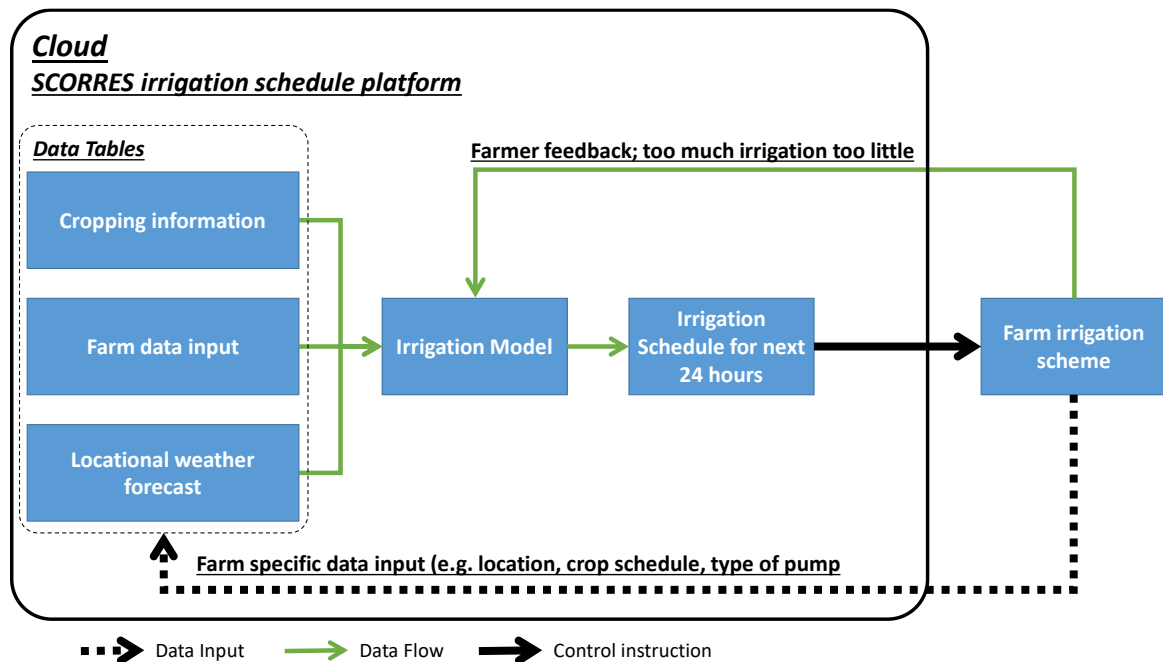 Cloud
SCORRES irrigation schedule platform
Data Tables
Farmer feedback; too much irrigation too little
Cropping information
Farm data input
Irrigation Model
Irrigation
Schedule for next
24 hours
Farm irrigation
scheme
Locational weather
forecast
Farm specific data input (e.g. location, crop schedule, type of pump
Data Input
Data Flow
Control instruction